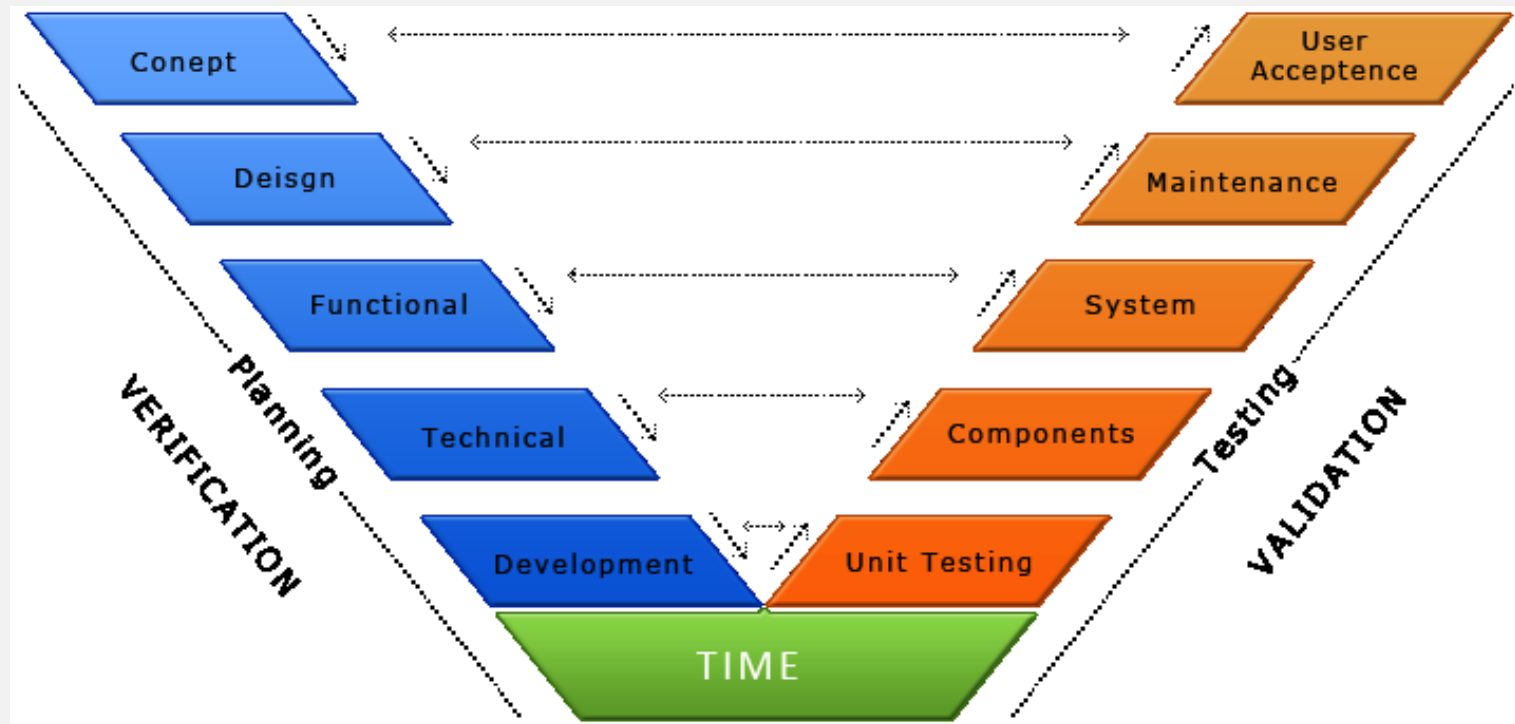 Conept
User
Acceptence
Deisgn
Maintenance
Functional
System
Planning
Testing
VERIFICATION
VALIDATION
Technical
Components
Development
Unit Testing
TIME